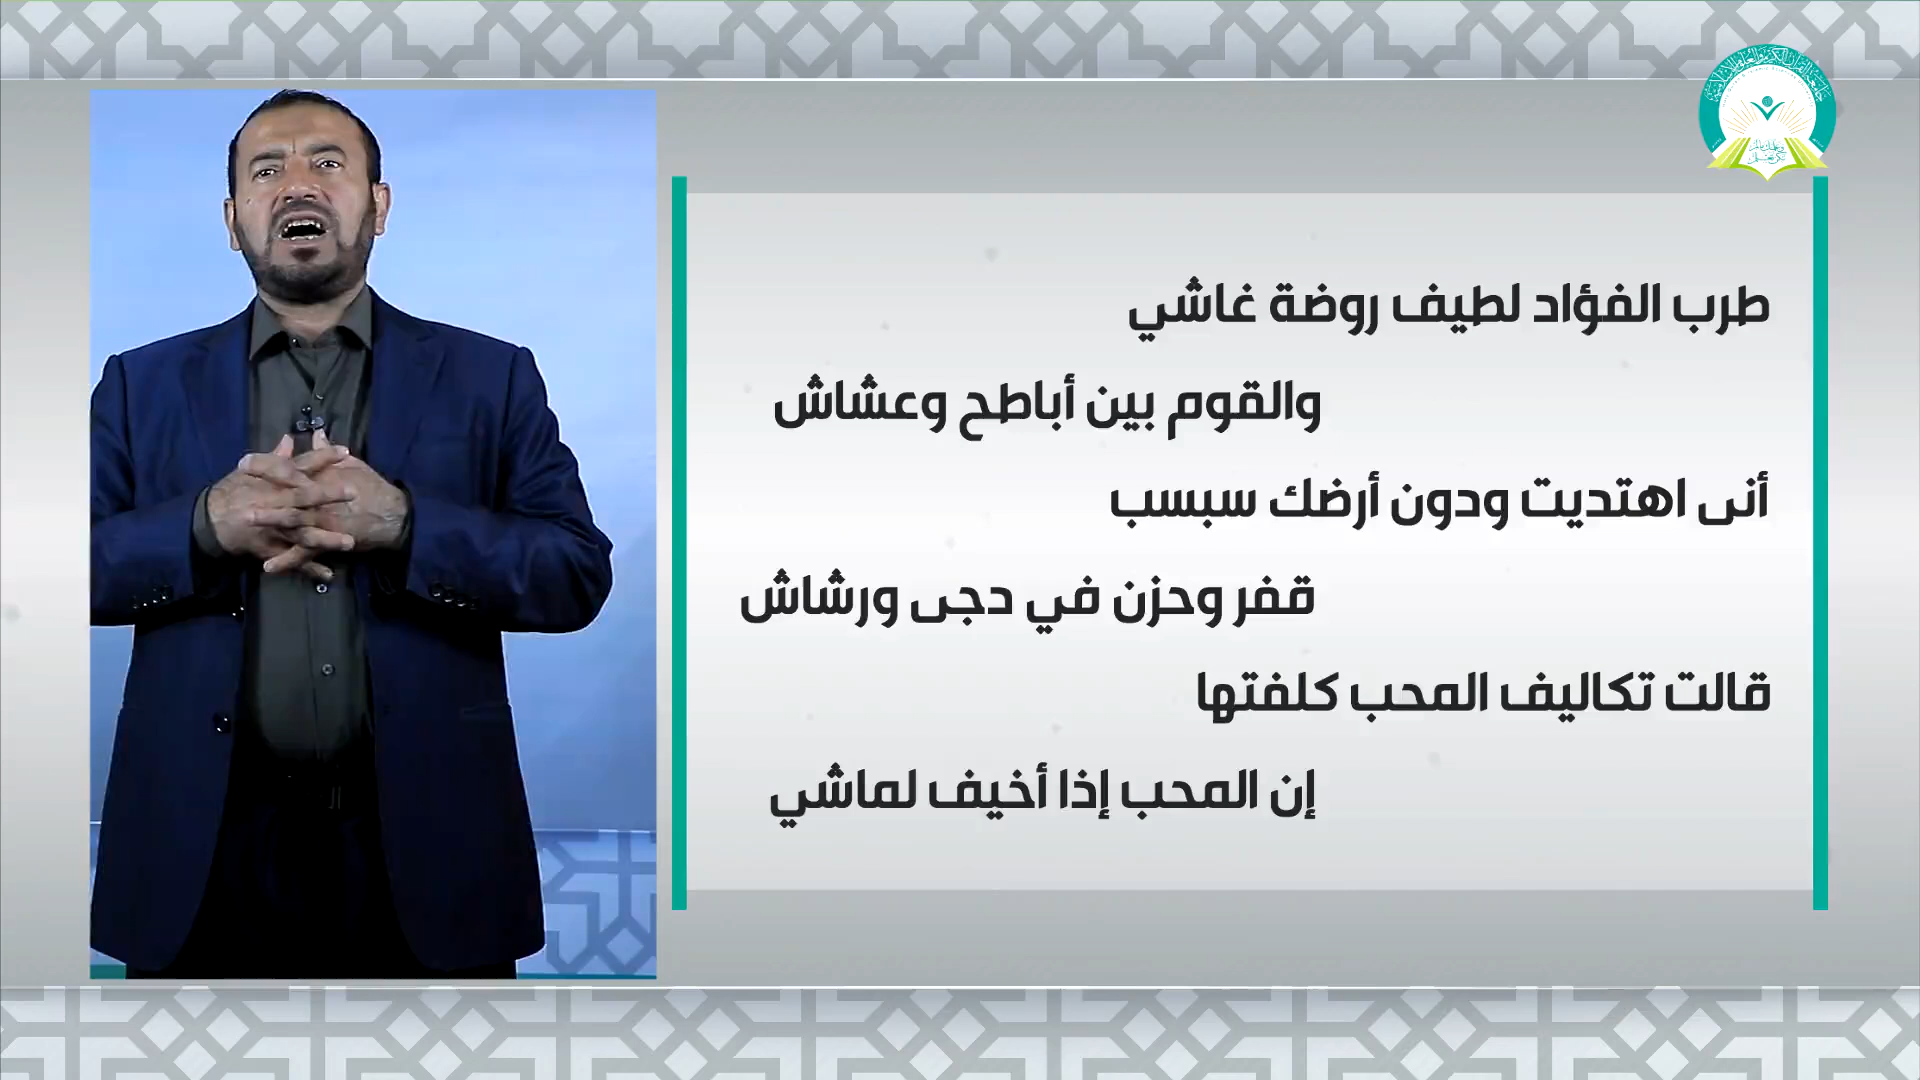 طرب الفؤاد لطيف روضة غاشي
والقوم بين أباطح وعشاش
أنى اهتديت ودون أرضك سبسب
قفر وحزن في دجى ورشاش
قالت تكاليف المحب كلفتها
إن المحب إذا أخيف لماشي